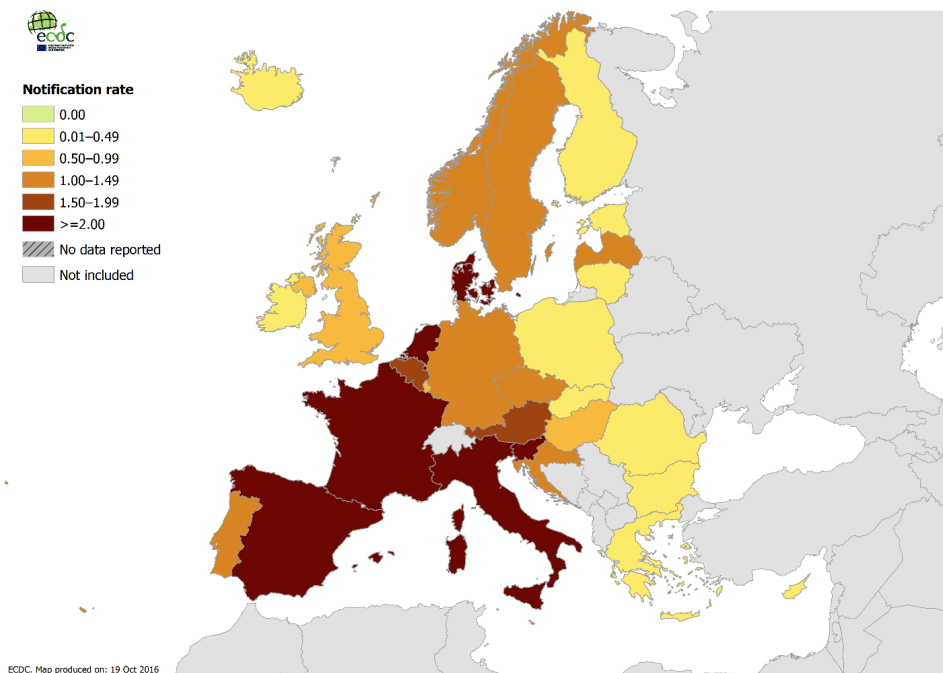 ecdc
Notification rate
0.00
0.01–0.49
0.50–0.99
1.00–1.49
1.50–1.99
>=2.00
No data reported
Not included
ECDC. Map produced on: 19 Oct 2016